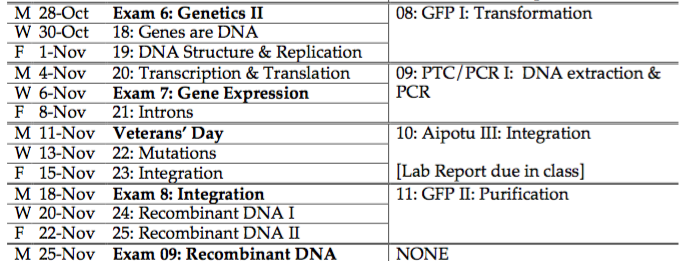 M 28-Oct Exam 6: Genetics II 08: GFP I: Transformation
W 30-Oct 18: Genes are DNA
F 1-Nov 19: DNA Structure & Replication
M 4-Nov 20: Transcription & Translation 09: PTC/PCR I: DNA extraction &
W 6-Nov Exam 7: Gene Expression PCR
F 8-Nov 21: Introns
M 11-Nov Veterans' Day 10: Aipotu III: Integration
W 13-Nov 22: Mutations
F 15-Nov 23: Integration [Lab Report due in class]
M 18-Nov Exam 8: Integration 11: GFP II: Purification
W 20-Nov 24: Recombinant DNA I
F 22-Nov 25: Recombinant DNA II
M 25-Nov Exam 09: Recombinant DNA NONE